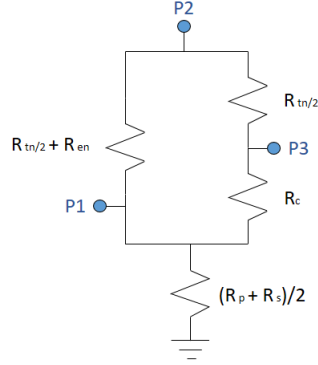 P2
R tn/2
R tn/2 + R en
P3
P1
R c
(R p + R s)/2